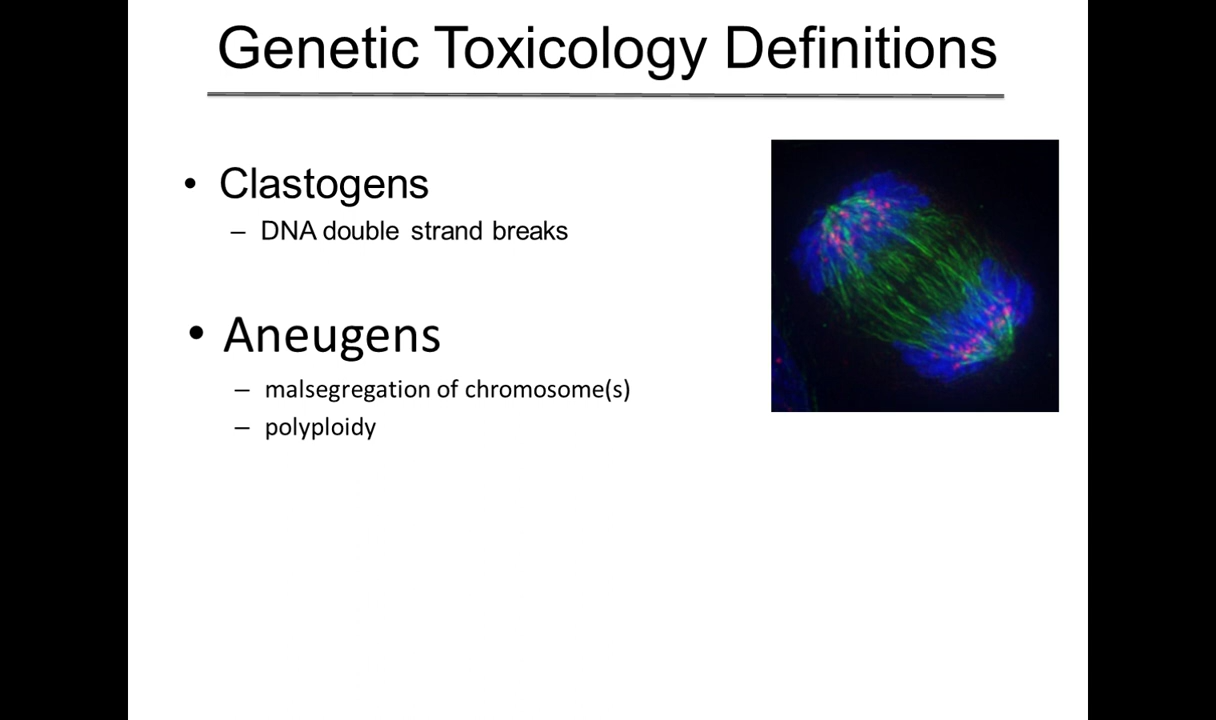 Genetic Toxicology Definitions
• Clastogens
– DNA double strand breaks
• Aneugens
– malsegregation of chromosome(s)
– polyploidy